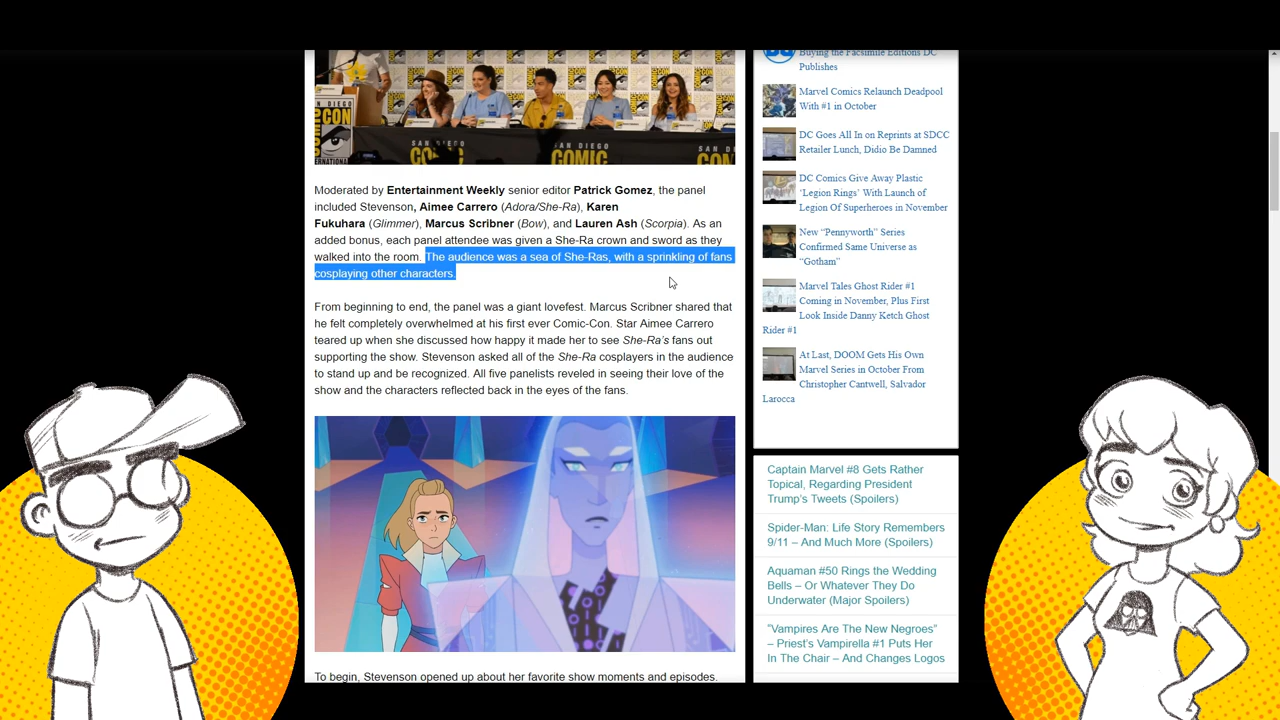 COMIC
SAN DIEGO
COMIC
CON
INTERNATIONAL
SAN DIEGO
COMIC
SAN DIEGO
CON
Moderated by Entertainment Weekly senior editor Patrick Gomez, the panel
included Stevenson, Aimee Carrero (Adora/She-Ra), Karen
Fukuhara (Glimmer), Marcus Scribner (Bow), and Lauren Ash (Scorpia). As an
added bonus, each panel attendee was given a She-Ra crown and sword as they
walked into the room. The audience was a sea of She-Ras, with a sprinkling of fans
cosplaying other characters.
From beginning to end, the panel was a giant lovefest. Marcus Scribner shared that
he felt completely overwhelmed at his first ever Comic-Con. Star Aimee Carrero
teared up when she discussed how happy it made her to see She-Ra's fans out
supporting the show. Stevenson asked all of the She-Ra cosplayers in the audience
to stand up and be recognized. All five panelists reveled in seeing their love of the
show and the characters reflected back in the eyes of the fans.
To begin, Stevenson opened up about her favorite show moments and episodes.
Buying the Facsimile Editions DC
Publishes
Marvel Comics Relaunch Deadpool
With #1 in October
DC Goes All In on Reprints at SDCC
Retailer Lunch, Didio Be Damned
DC Comics Give Away Plastic
‘Legion Rings’ With Launch of
Legion Of Superheroes in November
New “Pennyworth” Series
Confirmed Same Universe as
“Gotham”
Marvel Tales Ghost Rider #1
Coming in November, Plus First
Look Inside Danny Ketch Ghost
Rider #1
At Last, DOOM Gets His Own
Marvel Series in October From
Christopher Cantwell, Salvador
Larocca
Captain Marvel #8 Gets Rather
Topical, Regarding President
Trump's Tweets (Spoilers)
Spider-Man: Life Story Remembers
9/11 – And Much More (Spoilers)
Aquaman #50 Rings the Wedding
Bells – Or Whatever They Do
Underwater (Major Spoilers)
"Vampires Are The New Negroes"
– Priest's Vampirella #1 Puts Her
In The Chair – And Changes Logos